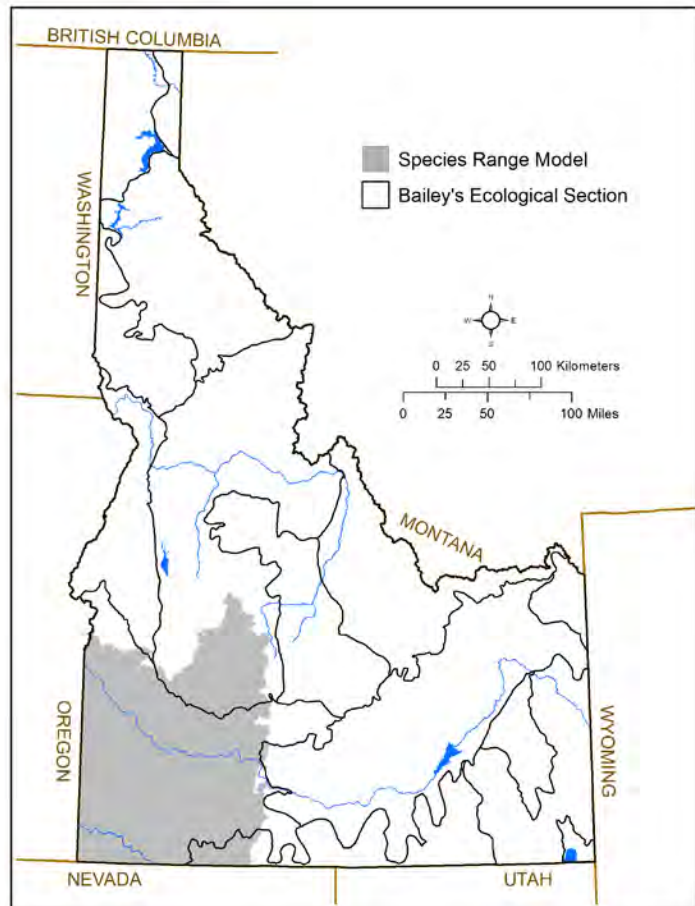 BRITISH COLUMBIA
WASHINGTON
Species Range Model
Bailey's Ecological Section
N
W E
S
0 25 50 100 Kilometers
0 25 50 100 Miles
MONTANA
OREGON
WYOMING
NEVADA
UTAH